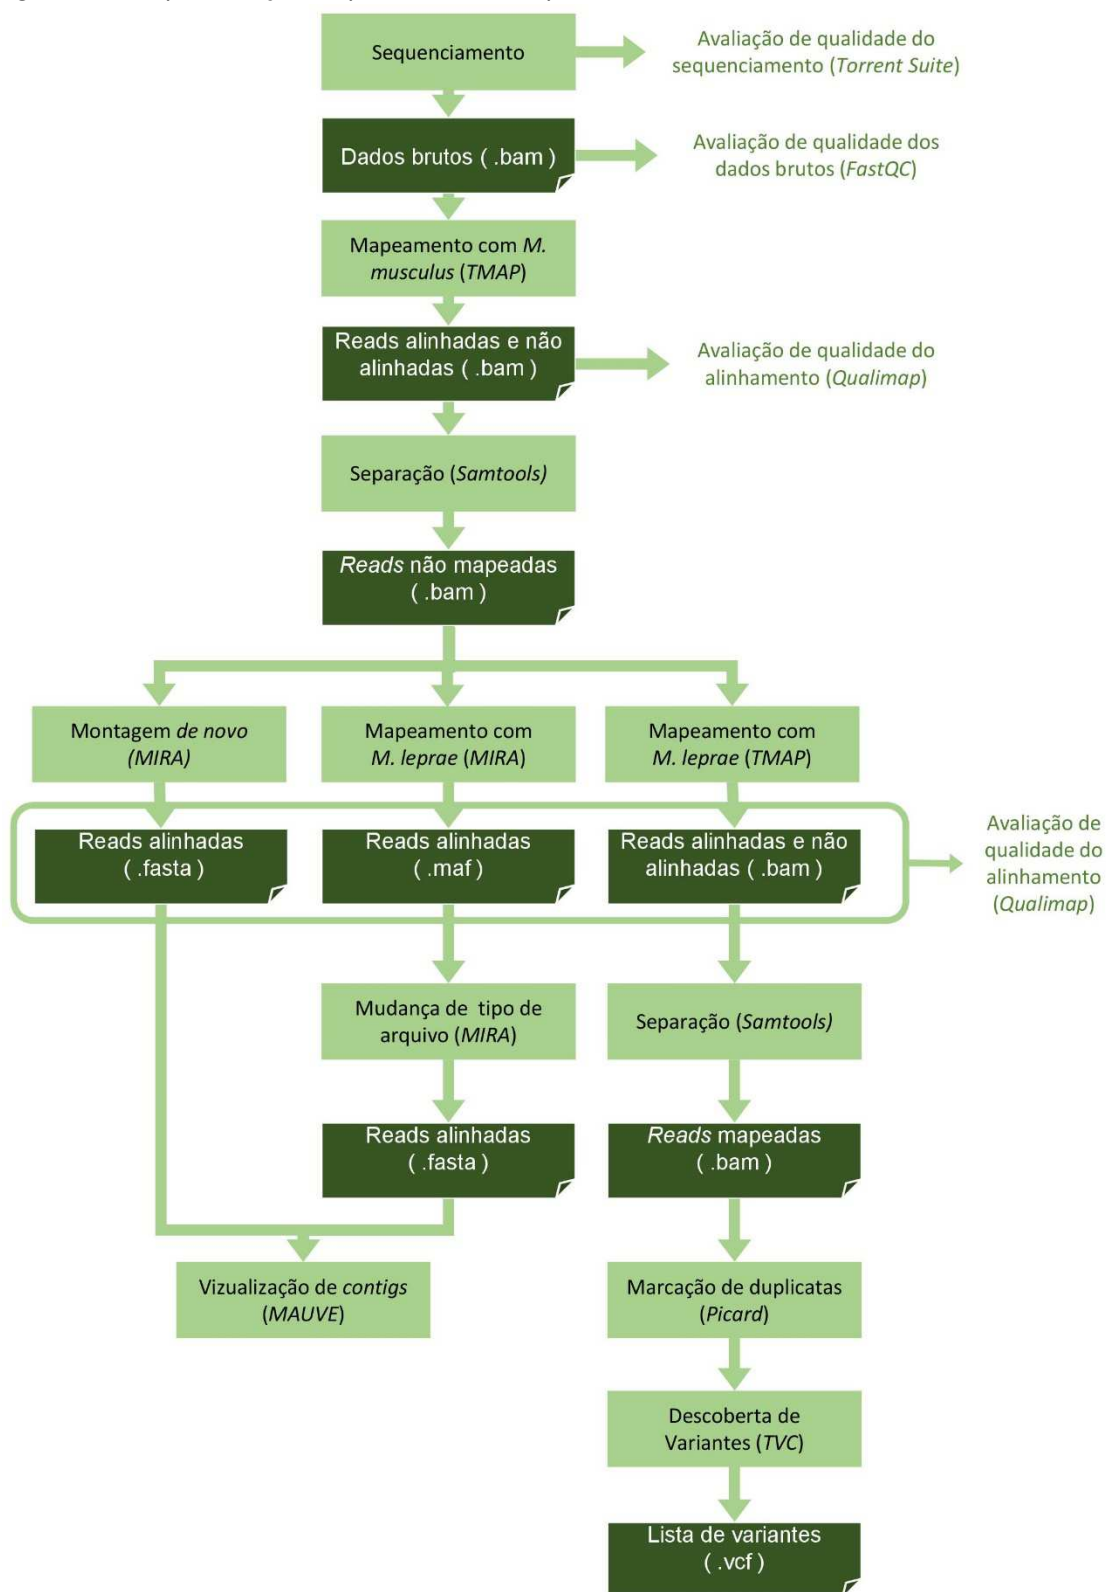 Sequenciamento
Avaliação de qualidade do
sequenciamento (Torrent Suite)
Dados brutos ( .bam )
Avaliação de qualidade dos
dados brutos (FastQC)
Mapeamento com M.
musculus (TMAP)
Reads alinhadas e não
alinhadas ( .bam )
Avaliação de qualidade do
alinhamento (Qualimap)
Separação (Samtools)
Reads não mapeadas
( .bam )
Montagem de novo
(MIRA)
Mapeamento com
M. leprae (MIRA)
Mapeamento com
M. leprae (TMAP)
Reads alinhadas
( .fasta )
Reads alinhadas
( .maf )
Reads alinhadas e não
alinhadas ( .bam )
Avaliação de
qualidade do
alinhamento
(Qualimap)
Mudança de tipo de
arquivo (MIRA)
Separação (Samtools)
Reads alinhadas
( .fasta )
Reads mapeadas
( .bam )
Vizualização de contigs
(MAUVE)
Marcação de duplicatas
(Picard)
Descoberta de
Variantes (TVC)
Lista de variantes
( .vcf )